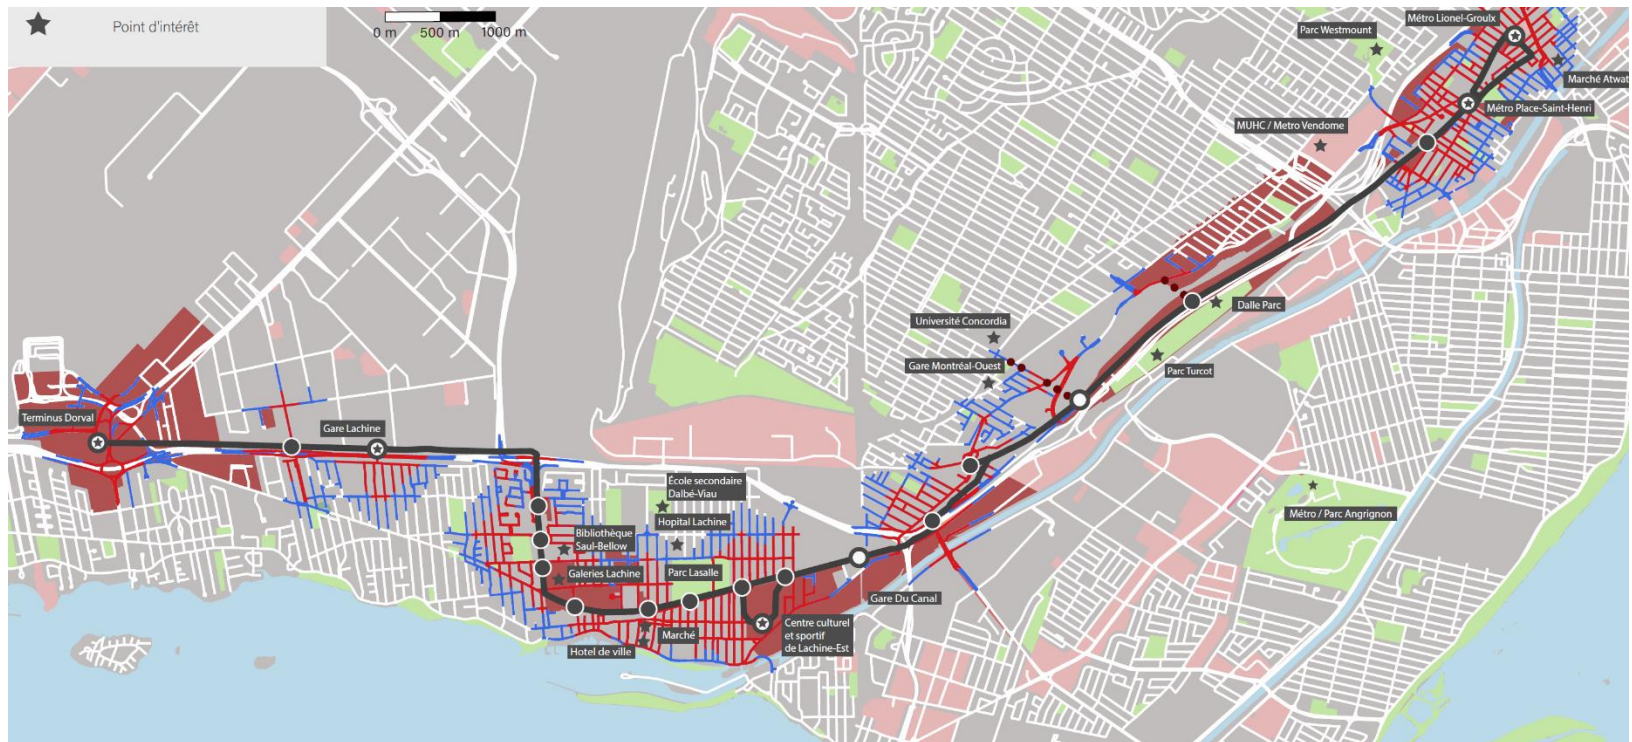 Point d'intérêt
0 m 500 m 1000 m
Métro Lionel-Groulx
Parc Westmount
Marché Atwat
Métro Place-Saint-Henri
MUHC / Metro Vendome
Dalle Parc
Université Concordia
Gare Montréal-Ouest
Parc Turcot
Terminus Dorval
Gare Lachine
École secondaire
Dalbé-Viau
Hopital Lachine
Métro / Parc Angrignon
Bibliothèque
Saul-Bellow
Galeries Lachine
Parc Lasalle
Gare Du Canal
Centre culturel
et sportif
de Lachine-Est
Marché
Hotel de ville